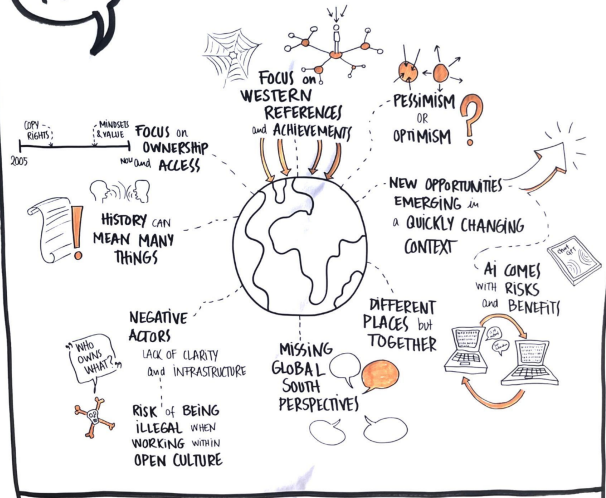 FOCUS on
WESTERN
REFERENCES
and ACHIEVEMENTS
PESSIMISM
OR
OPTIMISM
?
COPY-
RIGHTS
MINDSETS
& VALUE
2005
NOW
FOCUS on
OWNERSHIP
and ACCESS
HISTORY CAN
MEAN MANY
THINGS
NEW OPPORTUNITIES
EMERGING in
a QUICKLY CHANGING
CONTEXT
Chat
GPT
Ai COMES
WITH RISKS
and BENEFITS
DIFFERENT
PLACES but
TOGETHER
MISSING
GLOBAL
SOUTH
PERSPECTIVES
NEGATIVE
ACTORS
LACK OF CLARITY
and INFRASTRUCTURE
"WHO
OWNS
WHAT?"
RISK of BEING
ILLEGAL WHEN
WORKING WITHIN
OPEN CULTURE